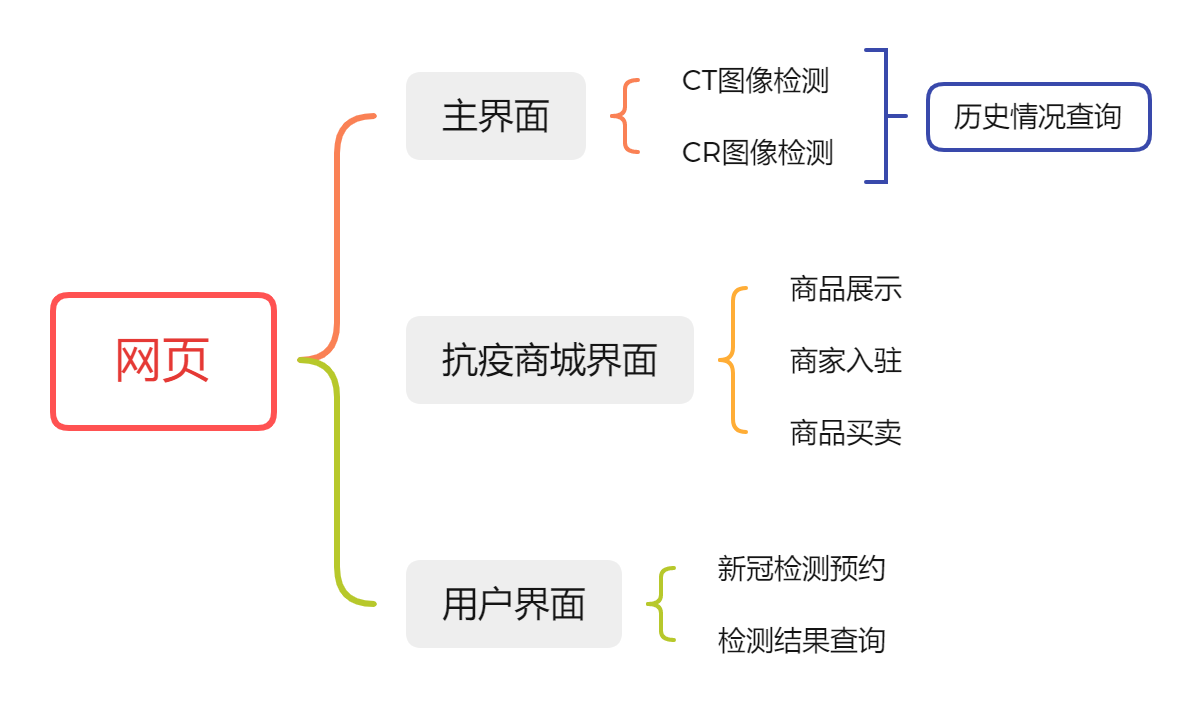 网页
主界面
CT图像检测
CR图像检测
历史情况查询
抗疫商城界面
商品展示
商家入驻
商品买卖
用户界面
新冠检测预约
检测结果查询